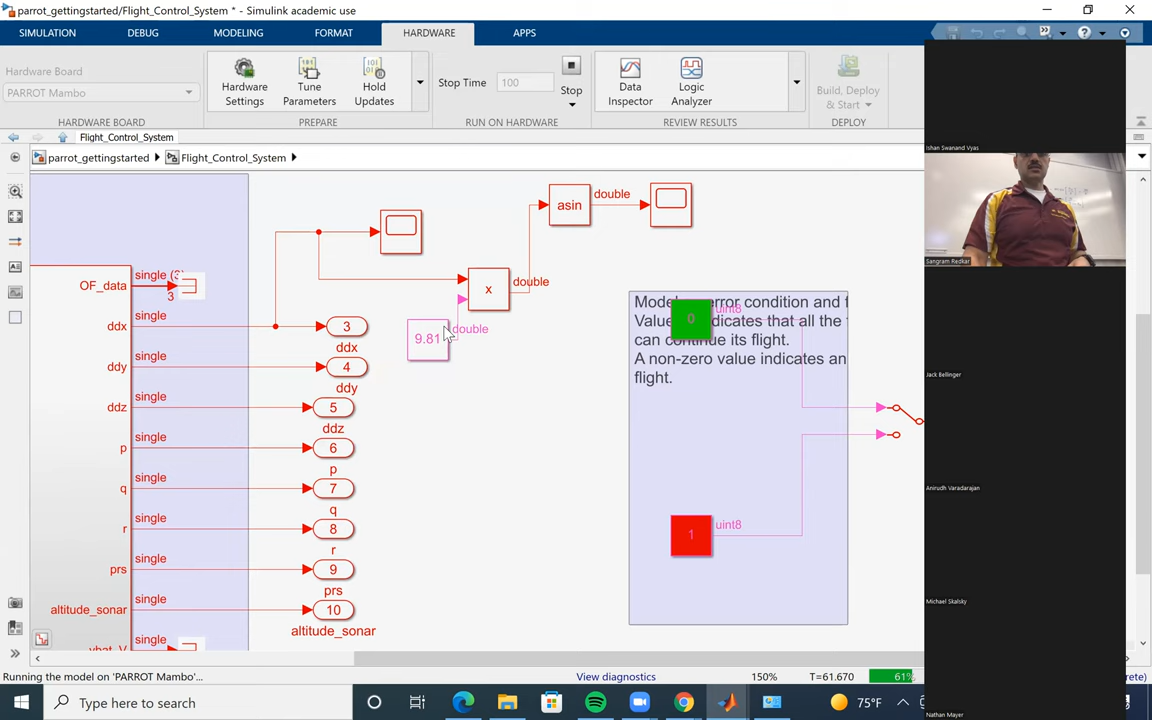 parrot_gettingstarted/Flight_Control_System * - Simulink academic use
SIMULATION
DEBUG
MODELING
FORMAT
HARDWARE
APPS
Hardware Board
PARROT Mambo
HARDWARE BOARD
Hardware
Settings
Tune
Parameters
Hold
Updates
PREPARE
Stop Time
100
Stop
RUN ON HARDWARE
Data
Inspector
Logic
Analyzer
REVIEW RESULTS
Build, Deploy
& Start
DEPLOY
Flight_Control_System
parrot_gettingstarted
Flight_Control_System
OF_data
single (3
3
ddx
single
3
ddx
ddy
single
4
ddy
ddz
single
5
ddz
p
single
6
p
q
single
7
q
r
single
8
r
prs
single
9
prs
altitude_sonar
single
10
altitude_sonar
single
x
double
9.81
double
asin
double
error condition and
Value
indicates that all the
can continue its flight.
A non-zero value indicates an
flight.
0
uint8
1
uint8
Ishan Swanand Vyas
Sangram Redkar
Jack Bellinger
Anirudh Varadarajan
Michael Skalsky
Nathan Mayer
Running the model on 'PARROT Mambo'
View diagnostics
150%
T=61.670
61%
Type here to search
75°F